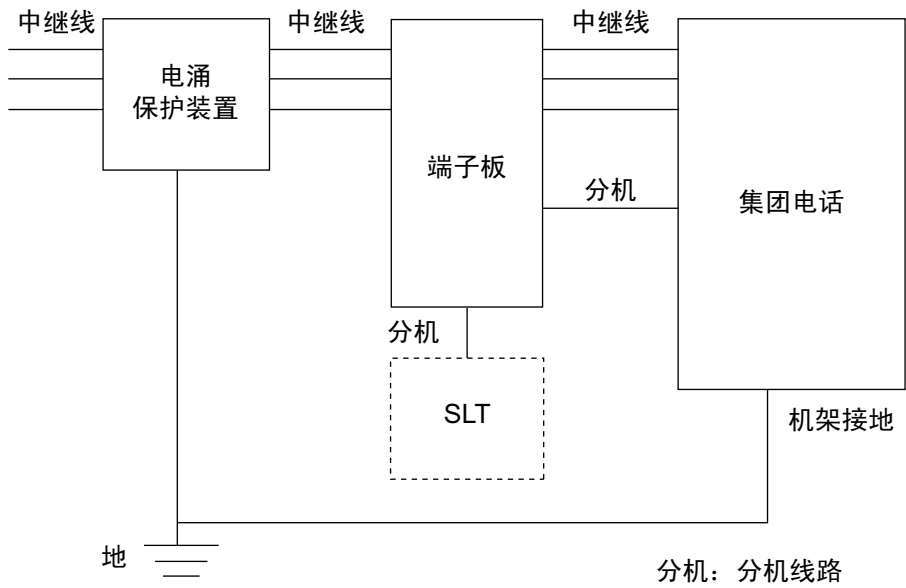 中继线
中继线
中继线
电涌
保护装置
端子板
分机
集团电话
分机
SLT
机架接地
地
分机：分机线路